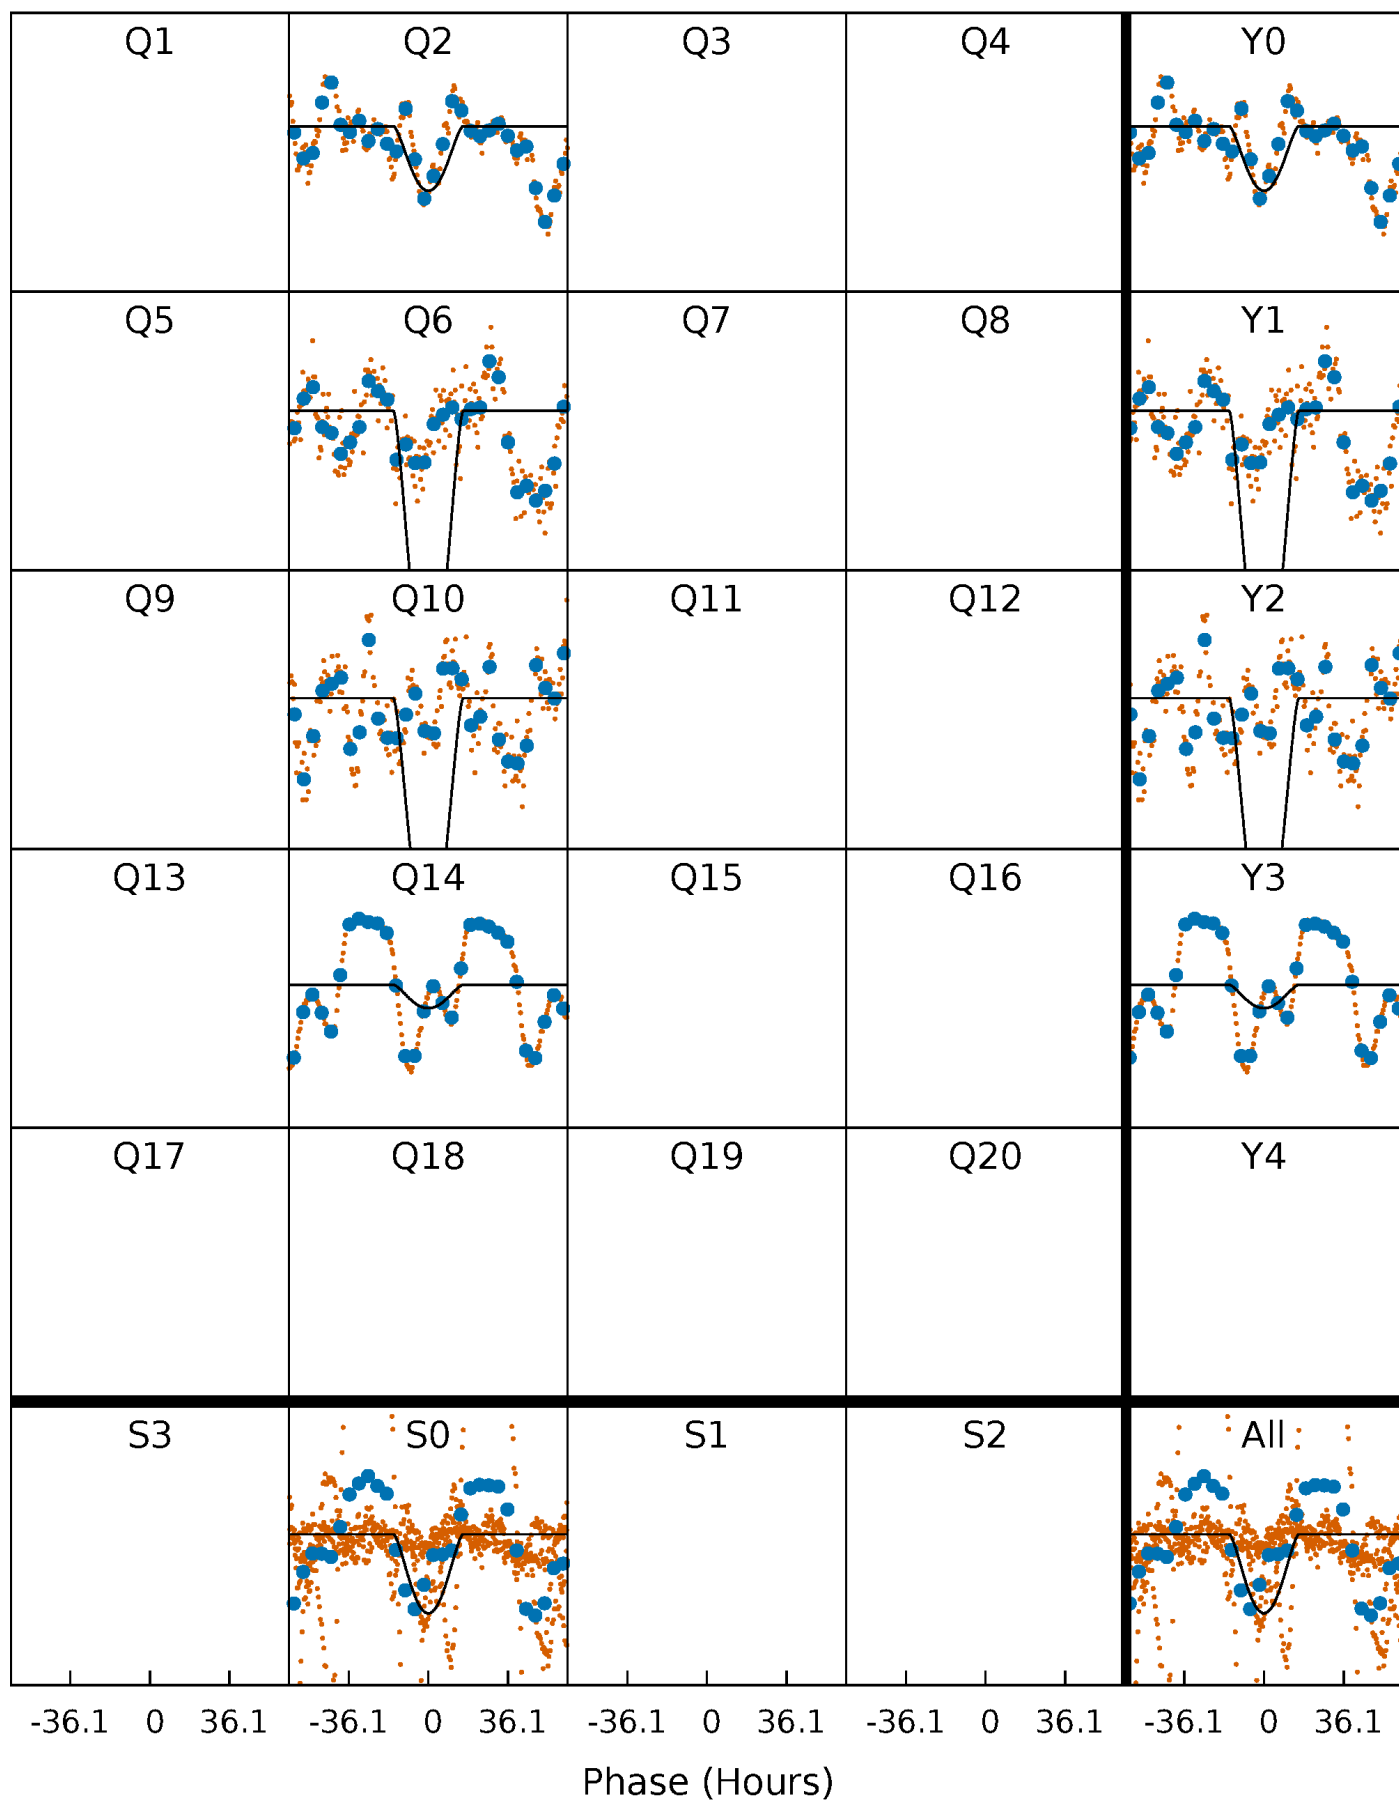 Q1 Q2 Q3 Q4 Y0
Q5 Q6 Q7 Q8 Y1
Q9 Q10 Q11 Q12 Y2
Q13 Q14 Q15 Q16 Y3
Q17 Q18 Q19 Q20 Y4
S3 S0 S1 S2 All
-36.1 0 36.1 -36.1 0 36.1 -36.1 0 36.1 -36.1 0 36.1 -36.1 0 36.1
Phase (Hours)